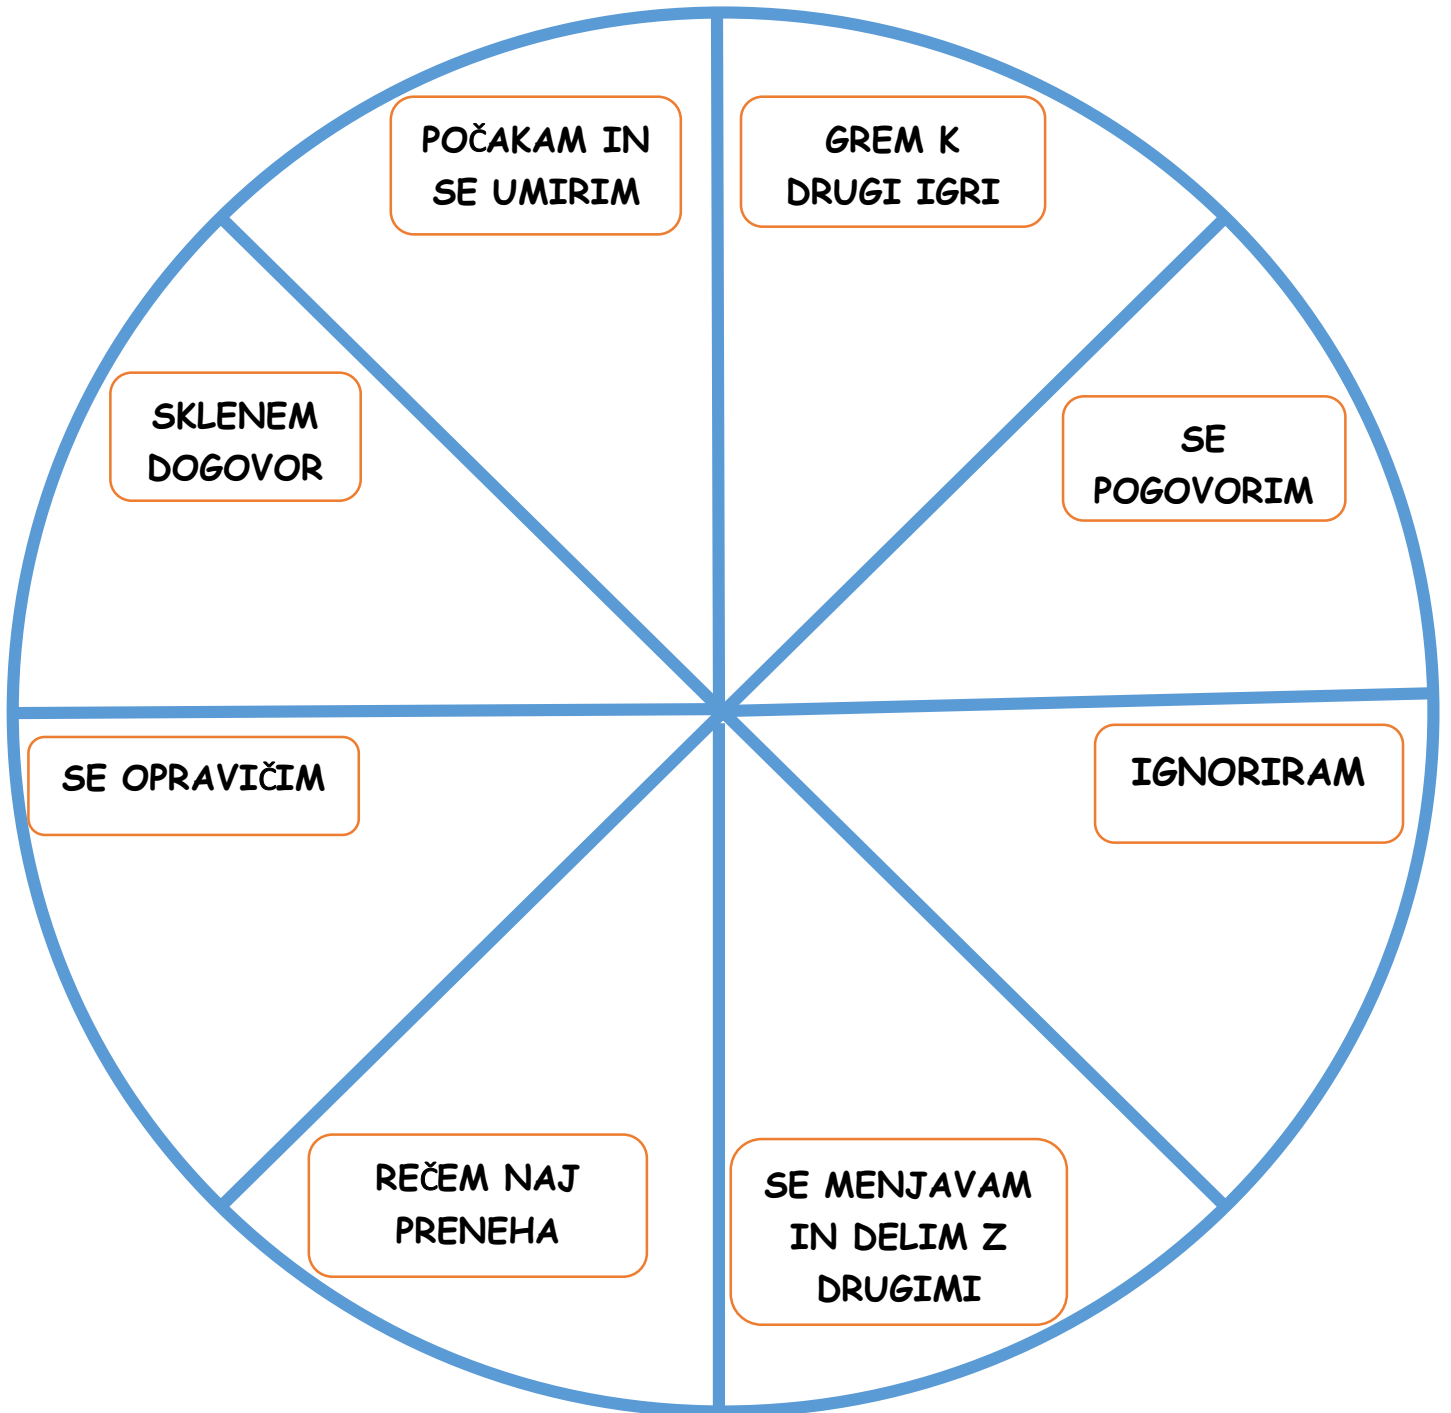 POČAKAM IN
SE UMIRIM
GREM K
DRUGI IGRI
SKLENEM
DOGOVOR
SE
POGOVORIM
SE OPRAVIČIM
IGNORIRAM
REČEM NAJ
PRENEHA
SE MENJAVAM
IN DELIM Z
DRUGIMI